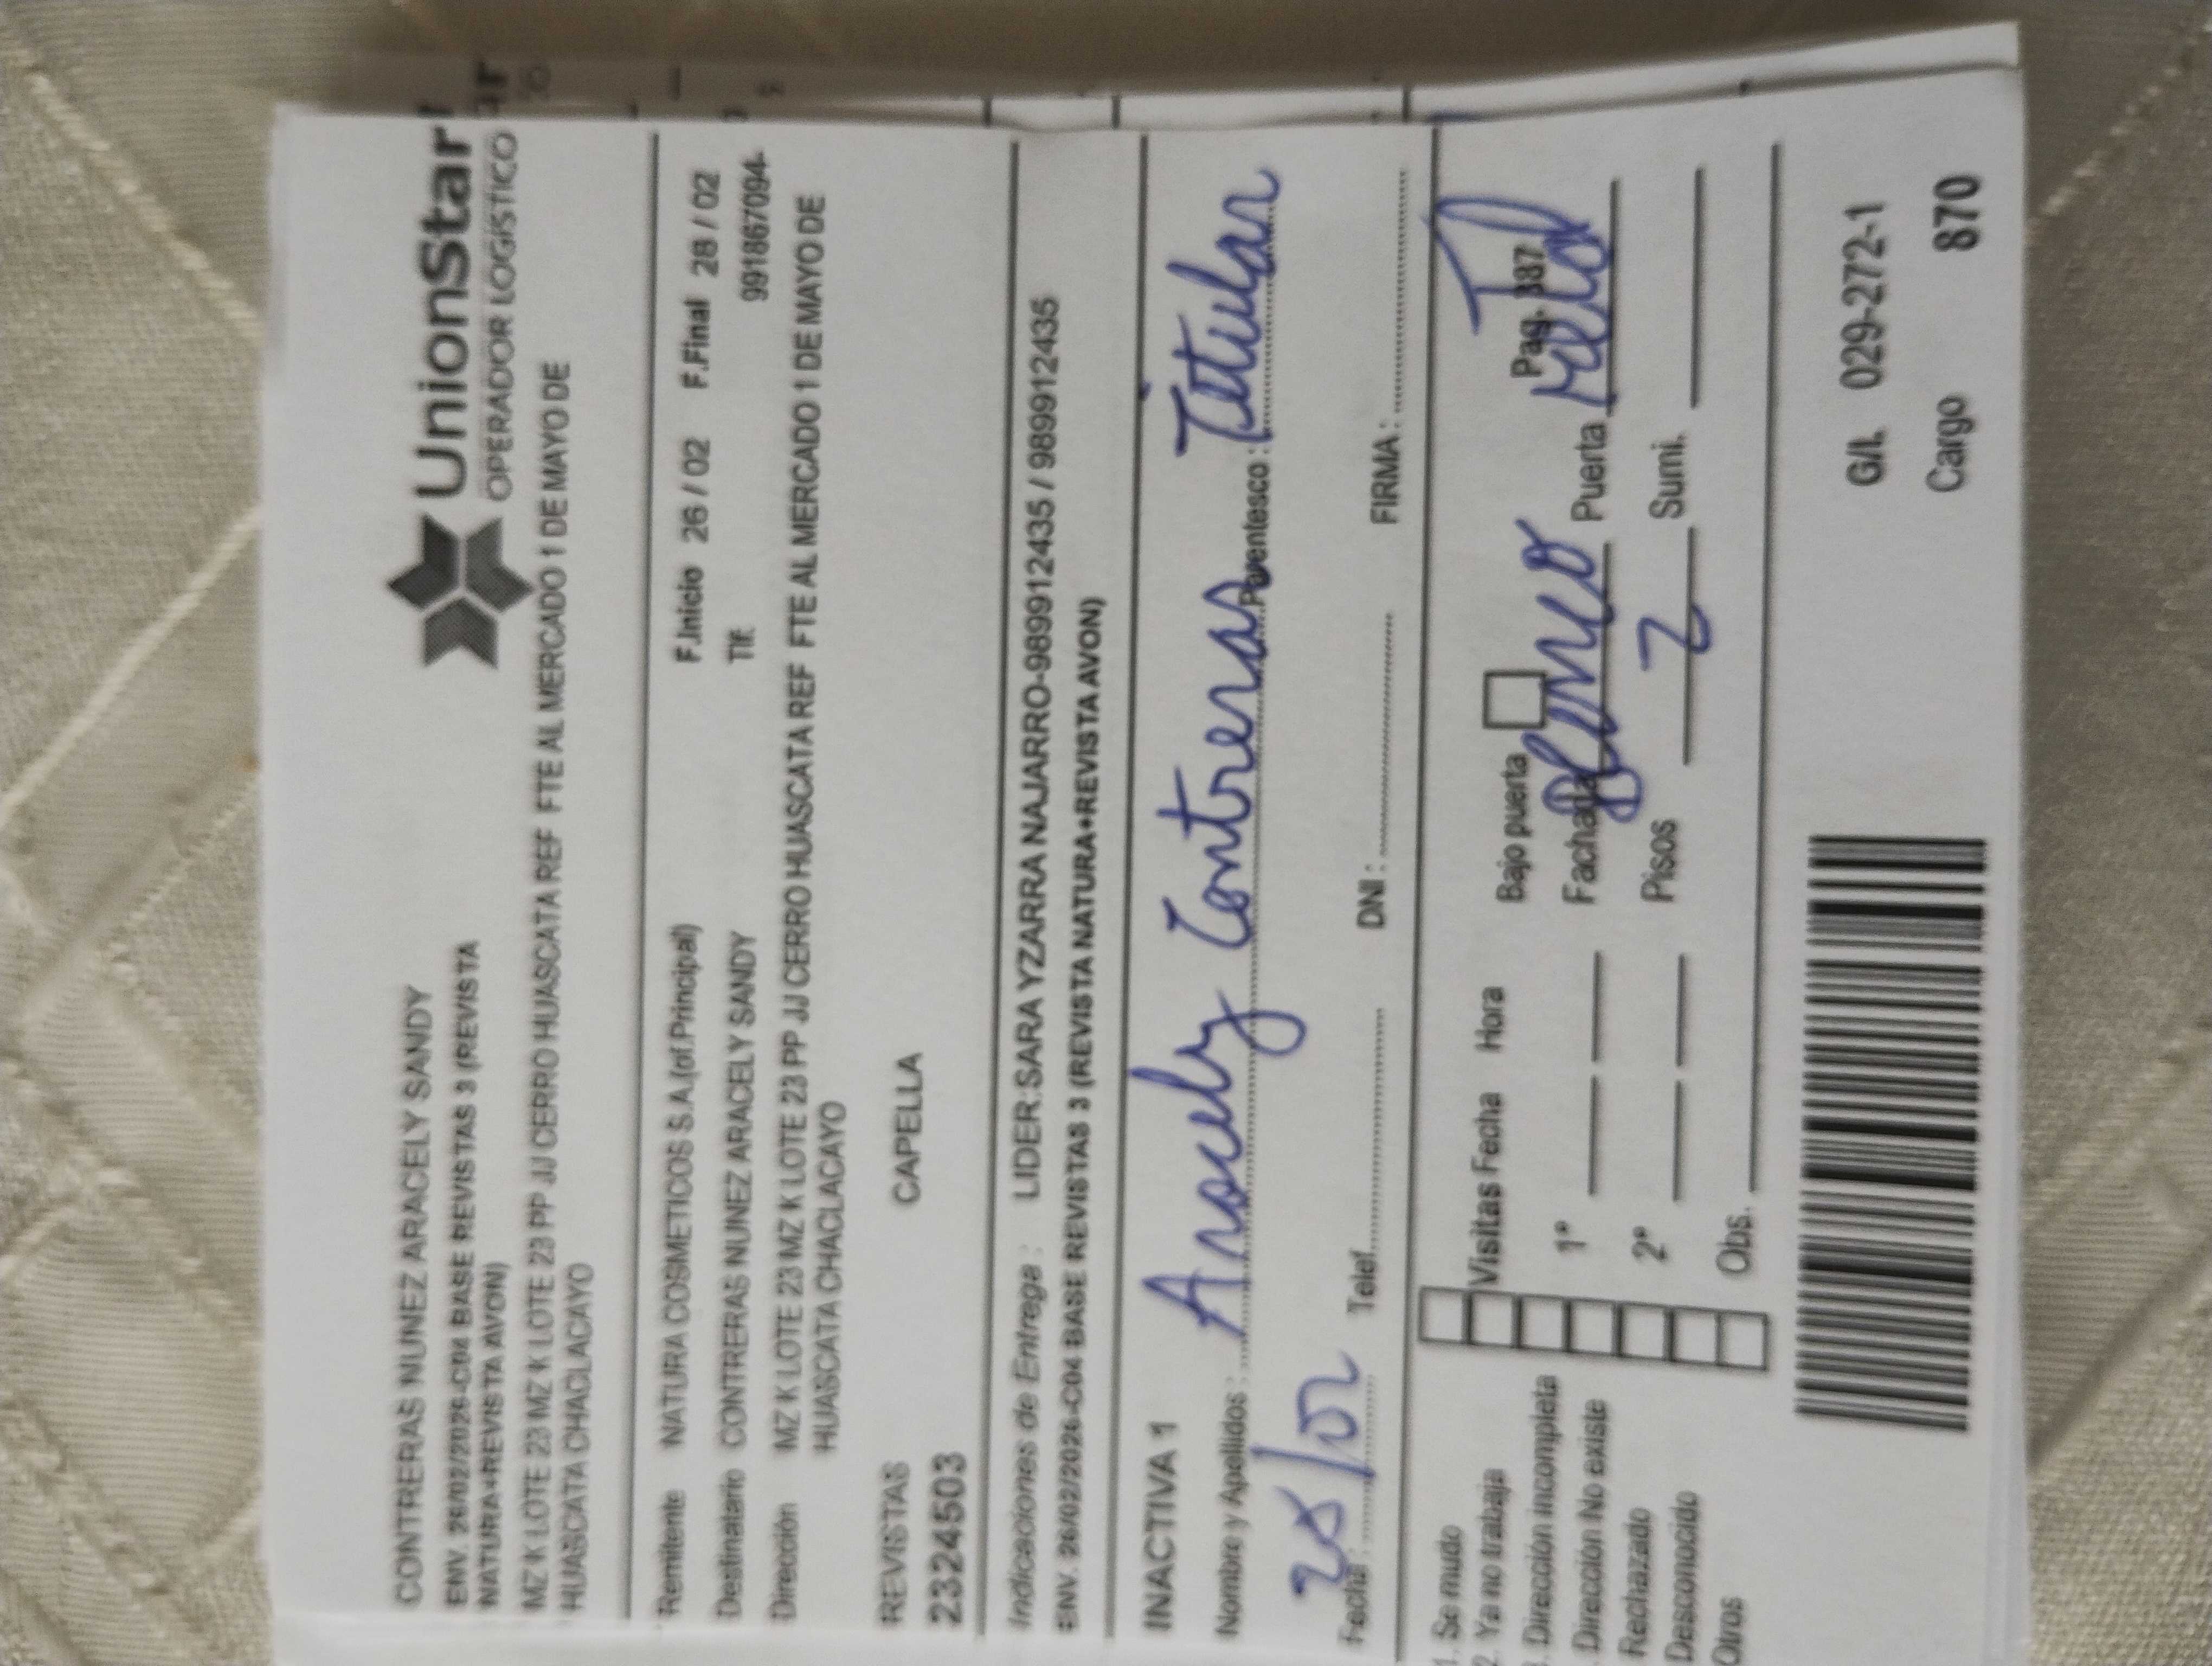 UnionStar
OPERADOR LOGISTICO
CONTRERAS NUNEZ ARACELY SANDY
ENV. 26/02/2026-C04 BASE REVISTAS 3 (REVISTA
NATURA+REVISTA AVON)
MZ K LOTE 23 MZ K LOTE 23 PP JJ CERRO HUASCATA REF FTE AL MERCADO 1 DE MAYO DE
HUASCATA CHACLACAYO
Remitente NATURA COSMETICOS S.A.(of.Principal) F.Inicio 26 / 02 F.Final 28 / 02
Destinatario CONTRERAS NUNEZ ARACELY SANDY Tlf. 991867094-
Dirección MZ K LOTE 23 MZ K LOTE 23 PP JJ CERRO HUASCATA REF FTE AL MERCADO 1 DE MAYO DE
HUASCATA CHACLACAYO
REVISTAS CAPELLA
2324503
Indicaciones de Entrega : LIDER:SARA YZARRA NAJARRO-989912435 / 989912435
ENV. 26/02/2026-C04 BASE REVISTAS 3 (REVISTA NATURA+REVISTA AVON)
INACTIVA 1
Nombre y Apellidos : Aracely Contreras Parentesco : Titular
Fecha : 28/02 Telef. DNI : FIRMA :
1. Se mudo Visitas Fecha Hora Bajo puerta Pag- 387
2. Ya no trabaja
Dirección incompleta 1° Fachada Blanco Puerta Metal
Dirección No existe
Rechazado 2° Pisos 2 Sumi.
Desconocido
Otros Obs.
G/I. 029-272-1
Cargo 870